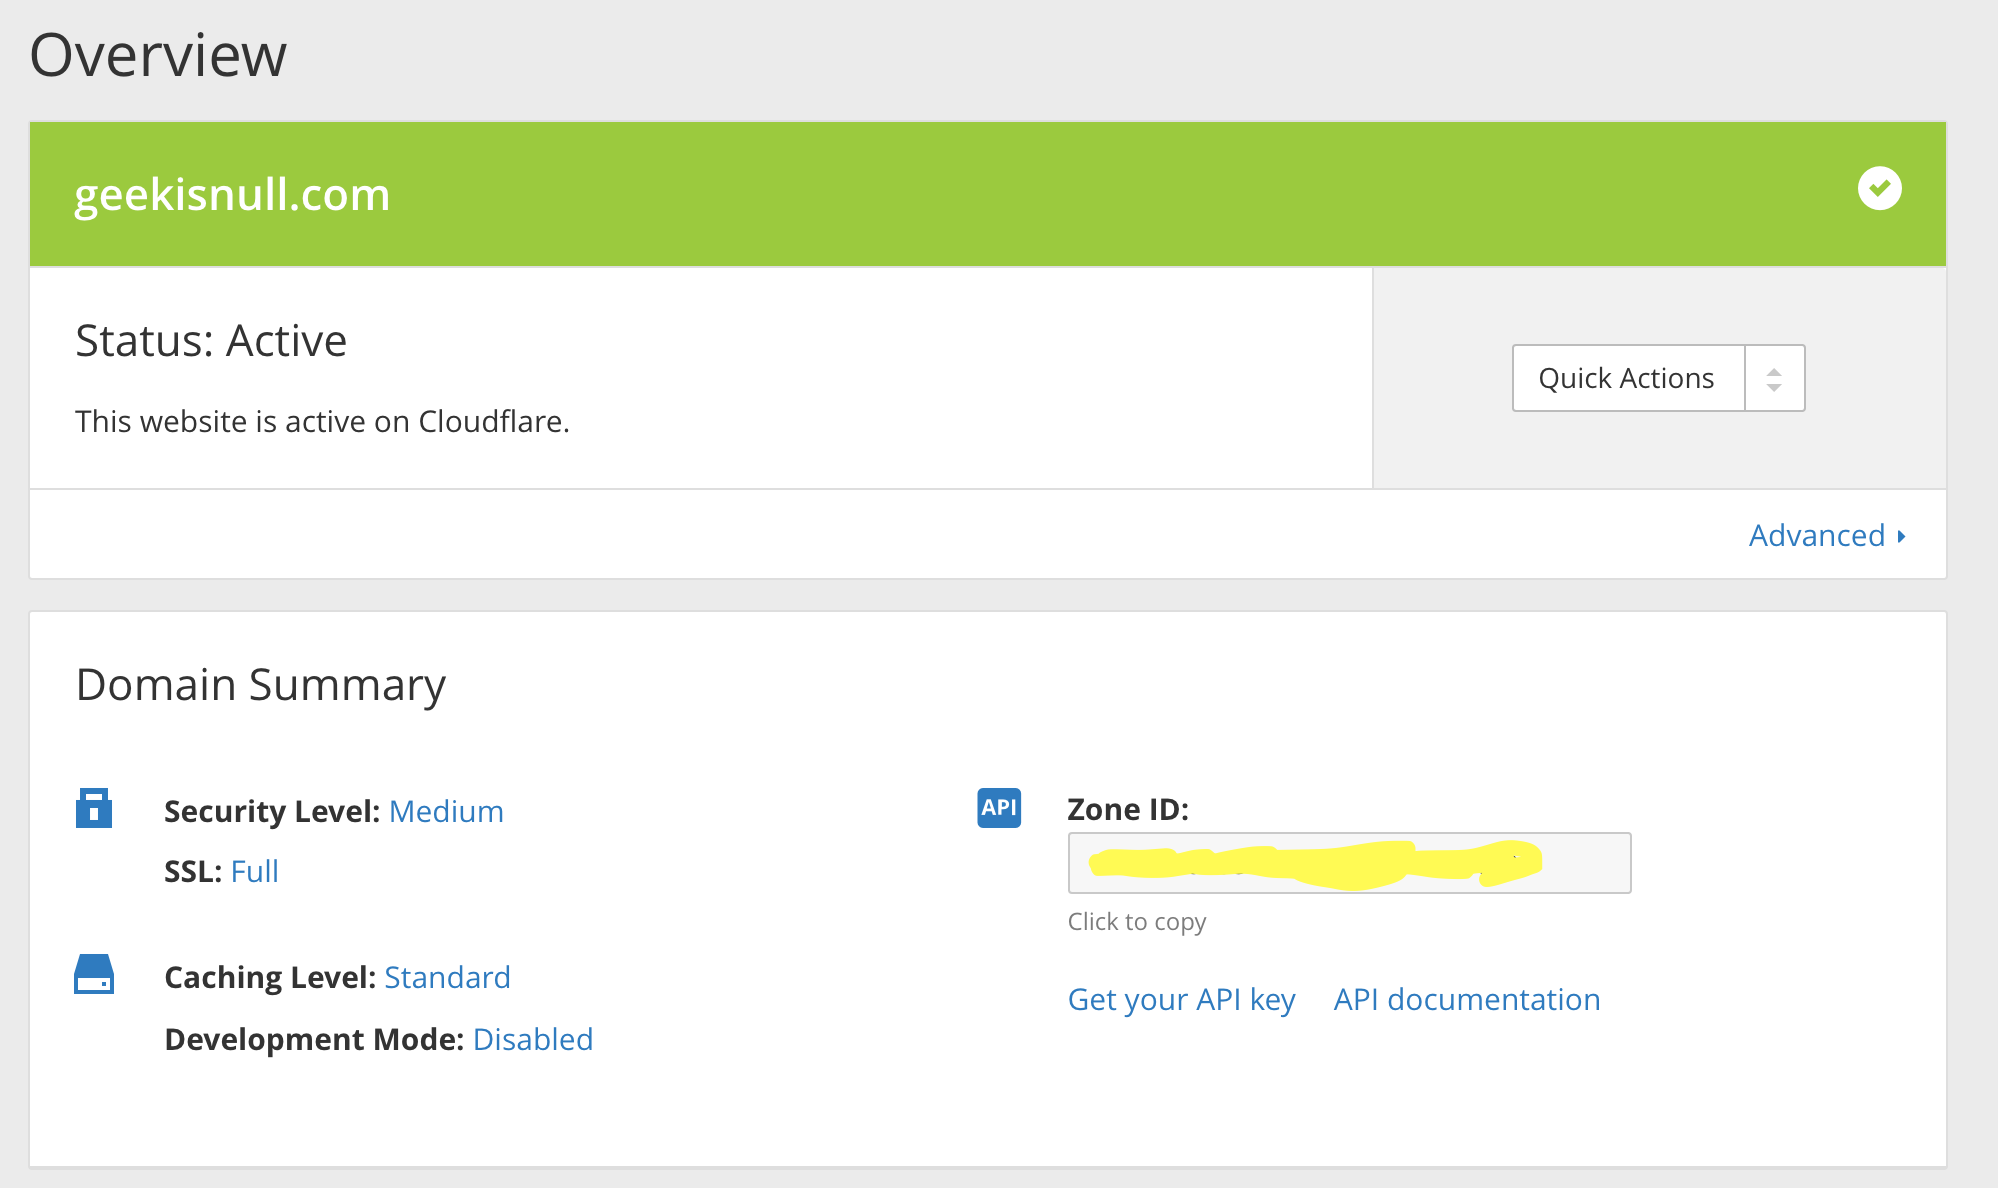 Overview
geekisnull.com
Status: Active
This website is active on Cloudflare.
Quick Actions
Advanced
Domain Summary
Security Level: Medium
SSL: Full
Caching Level: Standard
Development Mode: Disabled
API
Zone ID:
Click to copy
Get your API key
API documentation